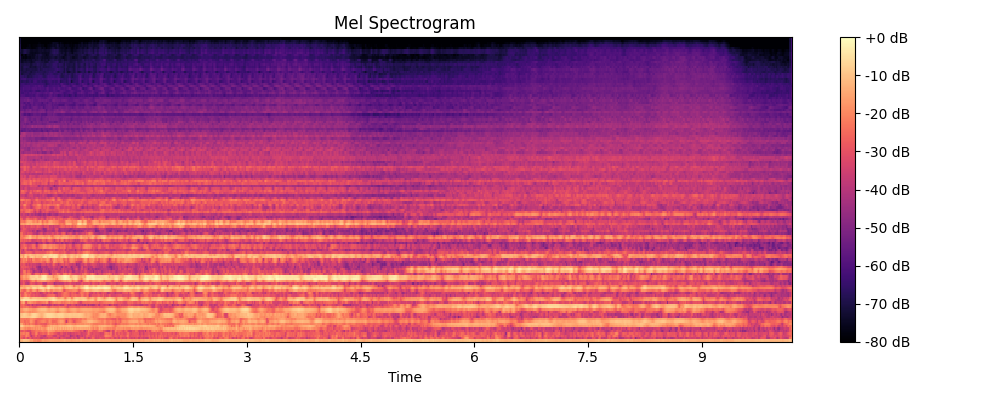 Mel Spectrogram
+0 dB
-10 dB
-20 dB
-30 dB
-40 dB
-50 dB
-60 dB
-70 dB
-80 dB
0 1.5 3 4.5 6 7.5 9
Time